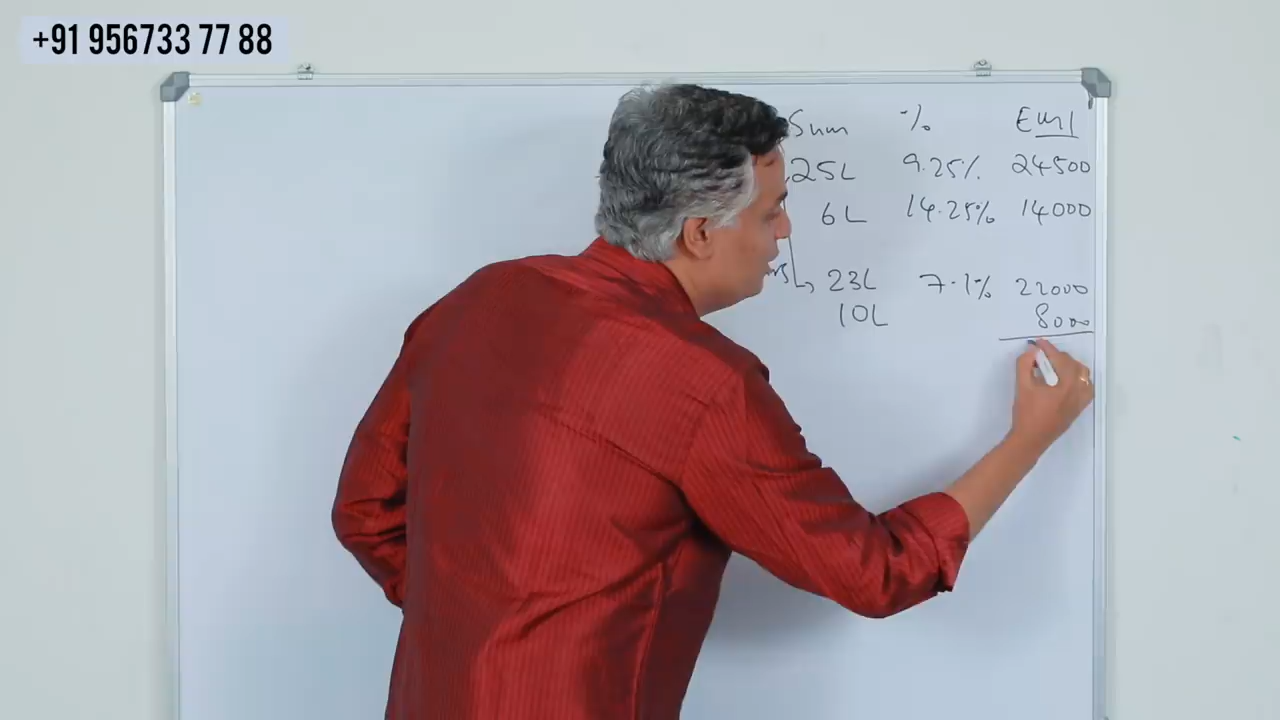 +91 956733 77 88
Sum % EMI
25L 9.25% 24500
6L 14.25% 14000
23L 7.1% 22000
10L 8000